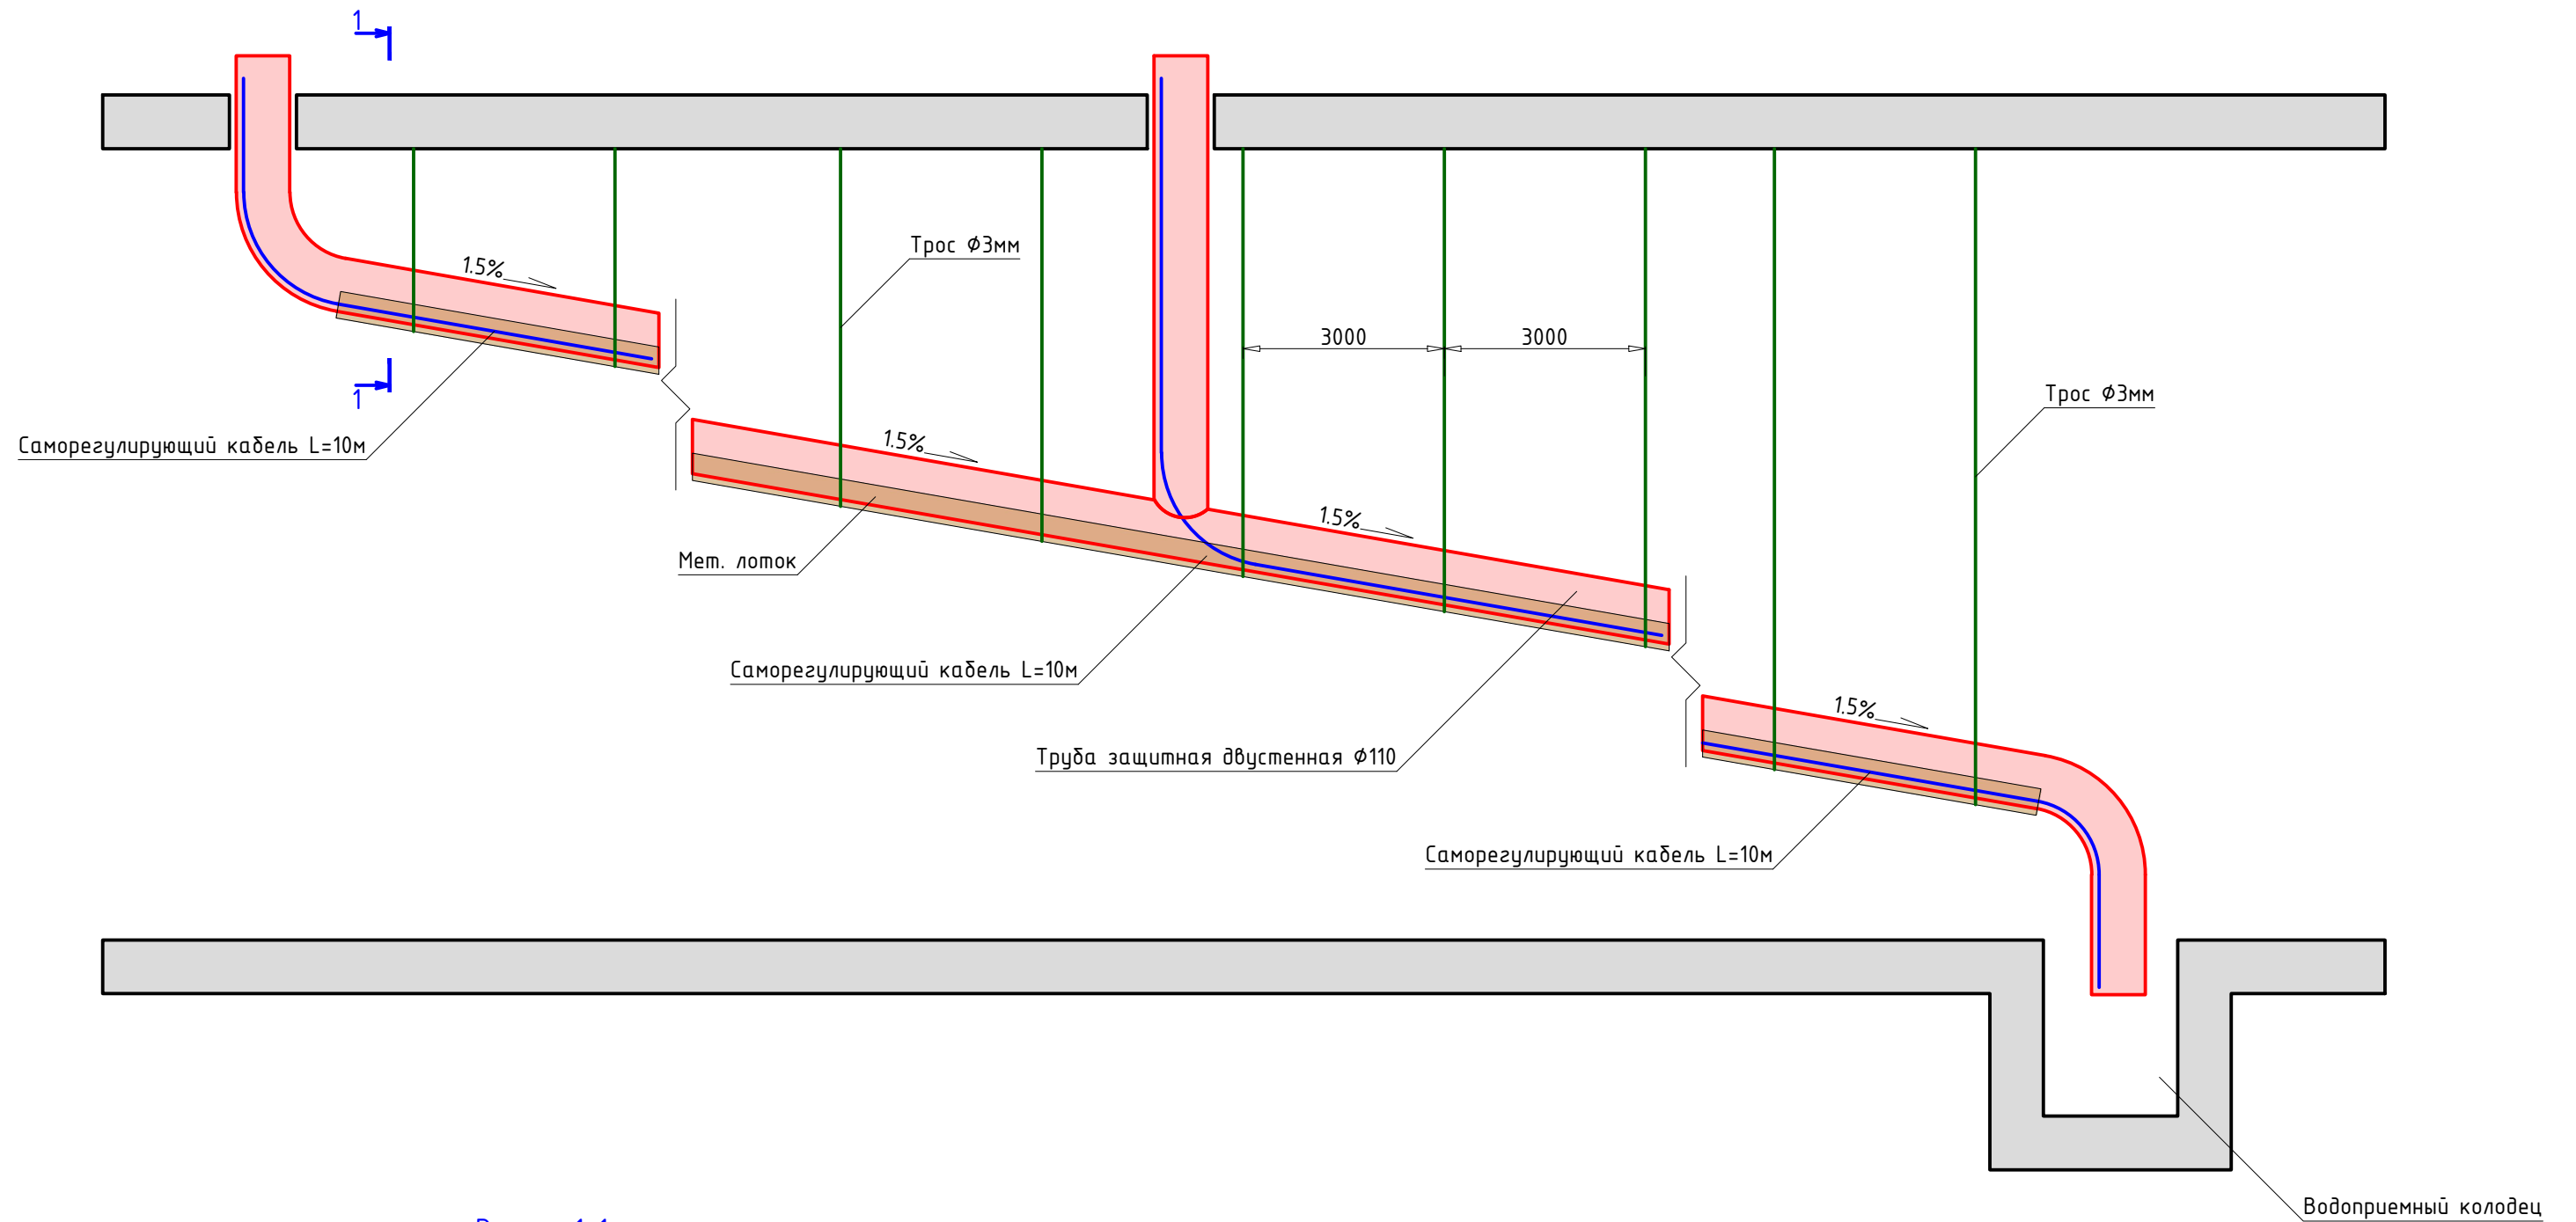 1
1.5%
Трос Ф3мм
3000
3000
1.5%
Трос Ф3мм
1
Саморегулирующий кабель L=10м
1.5%
Мет. лоток
Саморегулирующий кабель L=10м
1.5%
Труба защитная двустенная Ф110
Саморегулирующий кабель L=10м
Водоприемный колодец